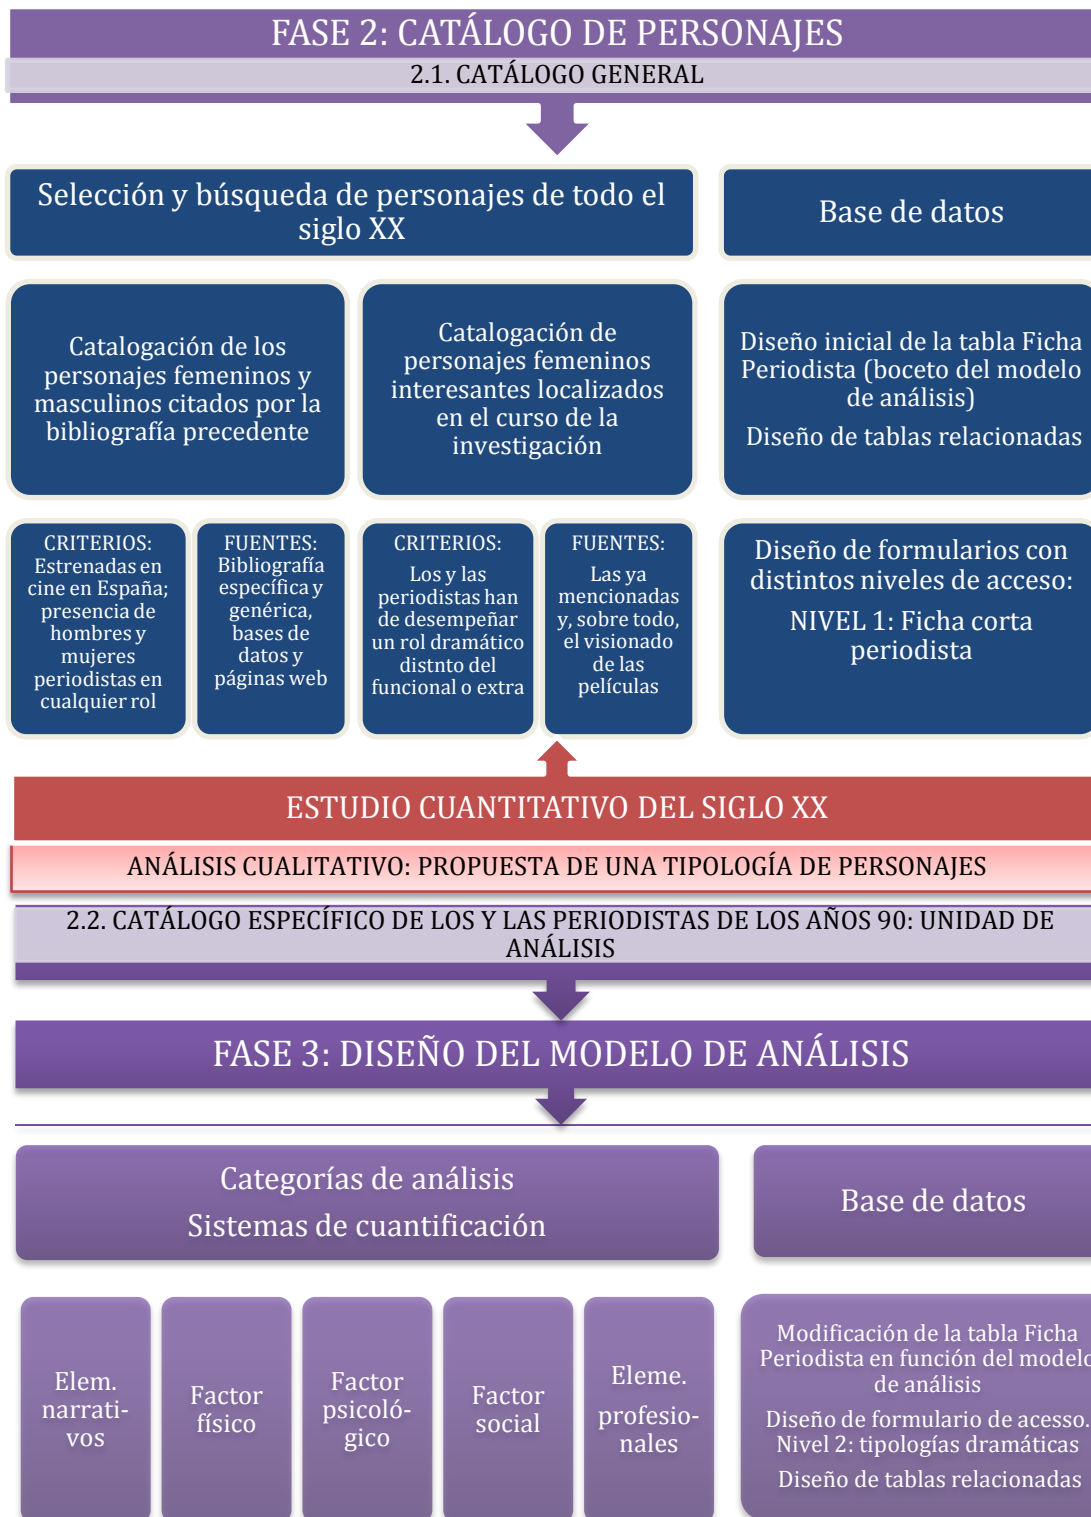 FASE 2: CATÁLOGO DE PERSONAJES
2.1. CATÁLOGO GENERAL
Selección y búsqueda de personajes de todo el
siglo XX
Base de datos
Catalogación de los
personajes femeninos y
masculinos citados por la
bibliografía precedente
Catalogación de
personajes femeninos
interesantes localizados
en el curso de la
investigación
Diseño inicial de la tabla Ficha
Periodista (boceto del modelo
de análisis)
Diseño de tablas relacionadas
CRITERIOS:
Estrenadas en
cine en España;
presencia de
hombres y
mujeres
periodistas en
cualquier rol
FUENTES:
Bibliografía
específica y
genérica,
bases de
datos y
páginas web
CRITERIOS:
Los y las
periodistas han
de desempeñar
un rol dramático
distnto del
funcional o extra
FUENTES:
Las ya
mencionadas
y, sobre todo,
el visionado
de las
películas
Diseño de formularios con
distintos niveles de acceso:
NIVEL 1: Ficha corta
periodista
ESTUDIO CUANTITATIVO DEL SIGLO XX
ANÁLISIS CUALITATIVO: PROPUESTA DE UNA TIPOLOGÍA DE PERSONAJES
2.2. CATÁLOGO ESPECÍFICO DE LOS Y LAS PERIODISTAS DE LOS AÑOS 90: UNIDAD DE
ANÁLISIS
FASE 3: DISEÑO DEL MODELO DE ANÁLISIS
Categorías de análisis
Sistemas de cuantificación
Base de datos
Elem.
narrati-
vos
Factor
físico
Factor
psicoló-
gico
Factor
social
Eleme.
profesio-
nales
Modificación de la tabla Ficha
Periodista en función del modelo
de análisis
Diseño de formulario de acesso.
Nivel 2: tipologías dramáticas
Diseño de tablas relacionadas